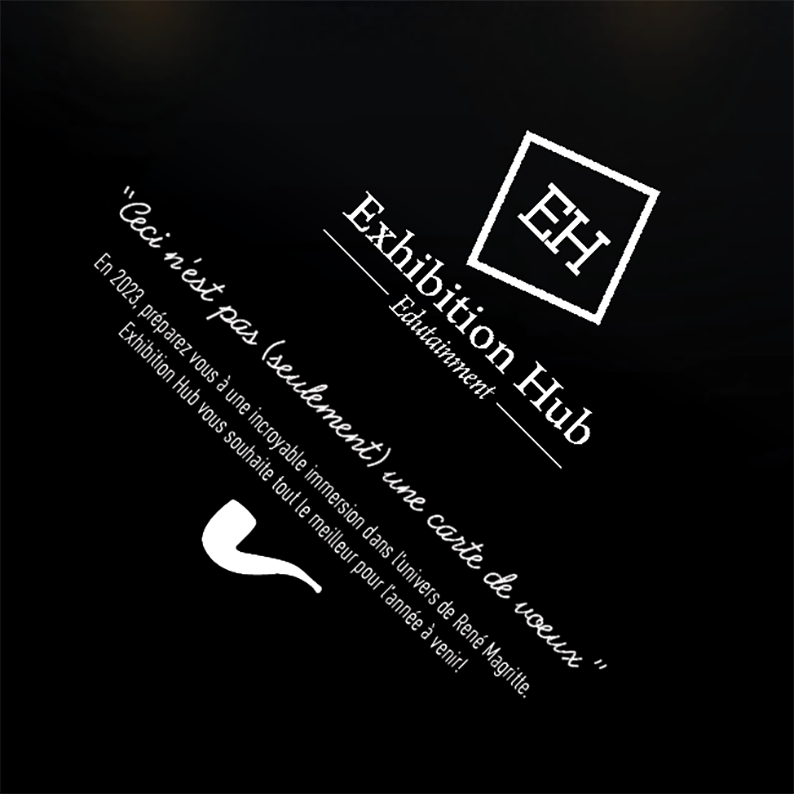 EH
Exhibition Hub
Edutainment
"Ceci n'est pas (seulement) une carte de voeux"
En 2023, préparez vous à une incroyable immersion dans l'univers de René Magritte.
Exhibition Hub vous souhaite tout le meilleur pour l'année à venir!